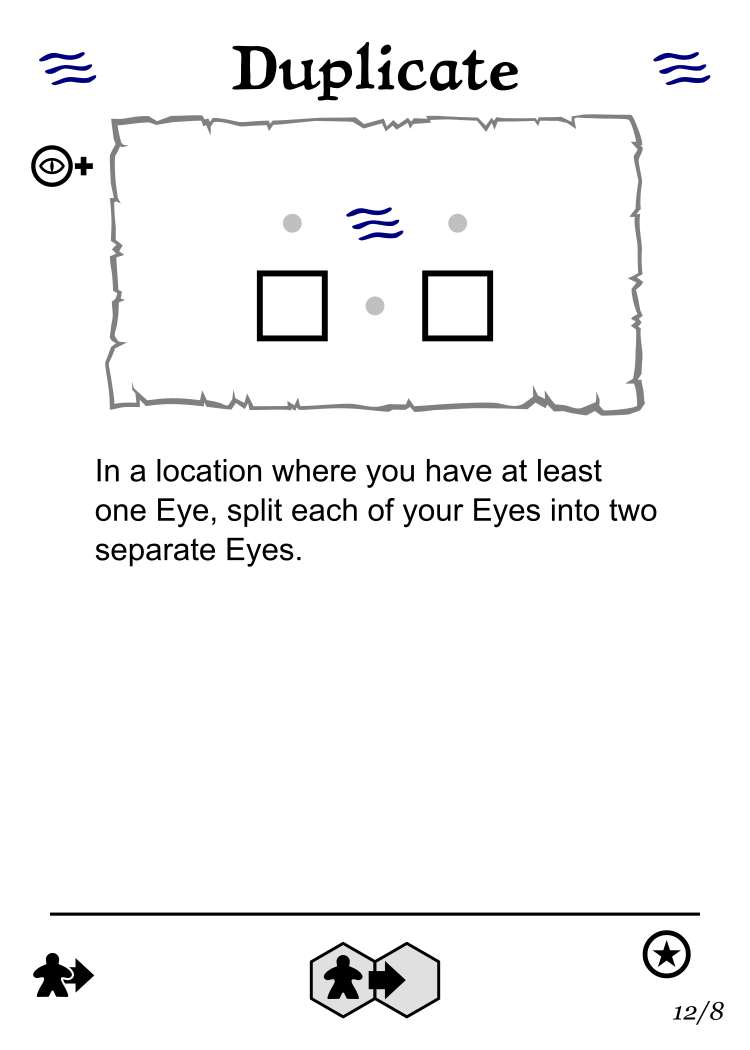 Duplicate
In a location where you have at least
one Eye, split each of your Eyes into two
separate Eyes.
12/8